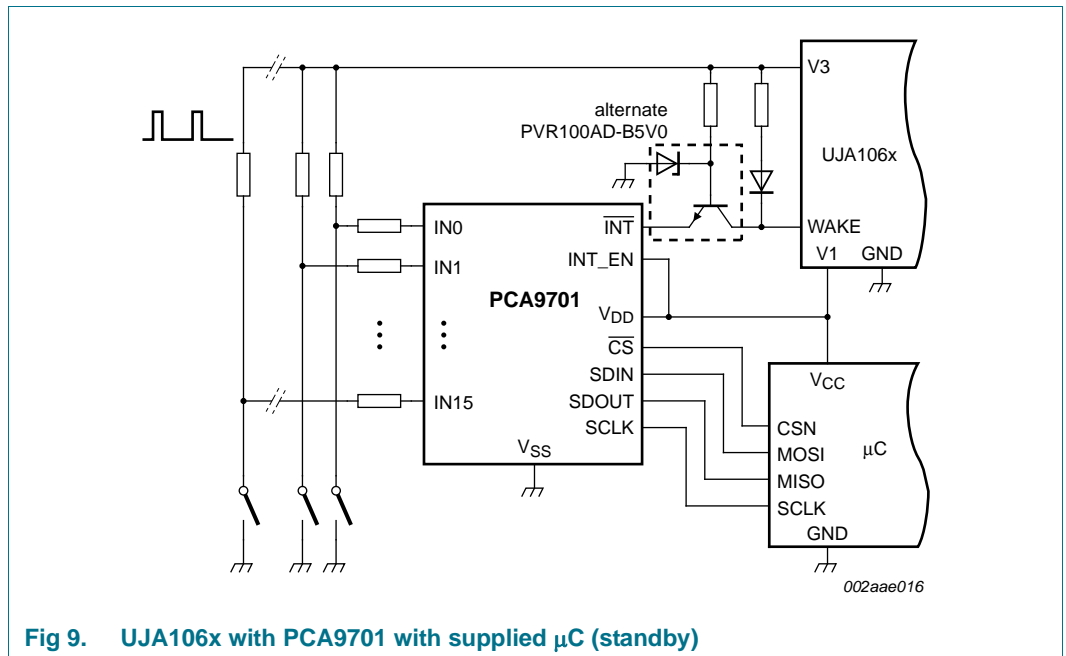 V3
alternate
PVR100AD-B5V0
UJA106x
IN0
INT
WAKE
V1 GND
IN1
INT_EN
PCA9701
VDD
CS
VCC
SDIN
IN15
SDOUT
CSN
SCLK
µC
MOSI
VSS
MISO
SCLK
GND
002aae016
Fig 9. UJA106x with PCA9701 with supplied µC (standby)